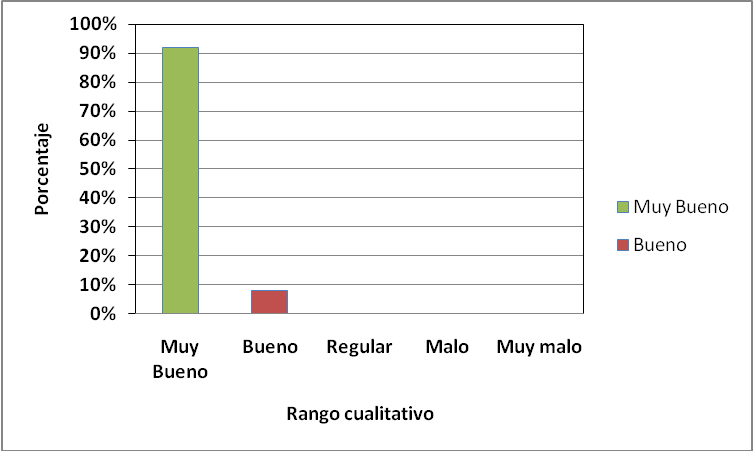 100%
90%
80%
70%
60%
50%
40%
30%
20%
10%
0%
Porcentaje
Muy Bueno
Bueno
Muy
Bueno
Bueno
Regular
Malo
Muy malo
Rango cualitativo